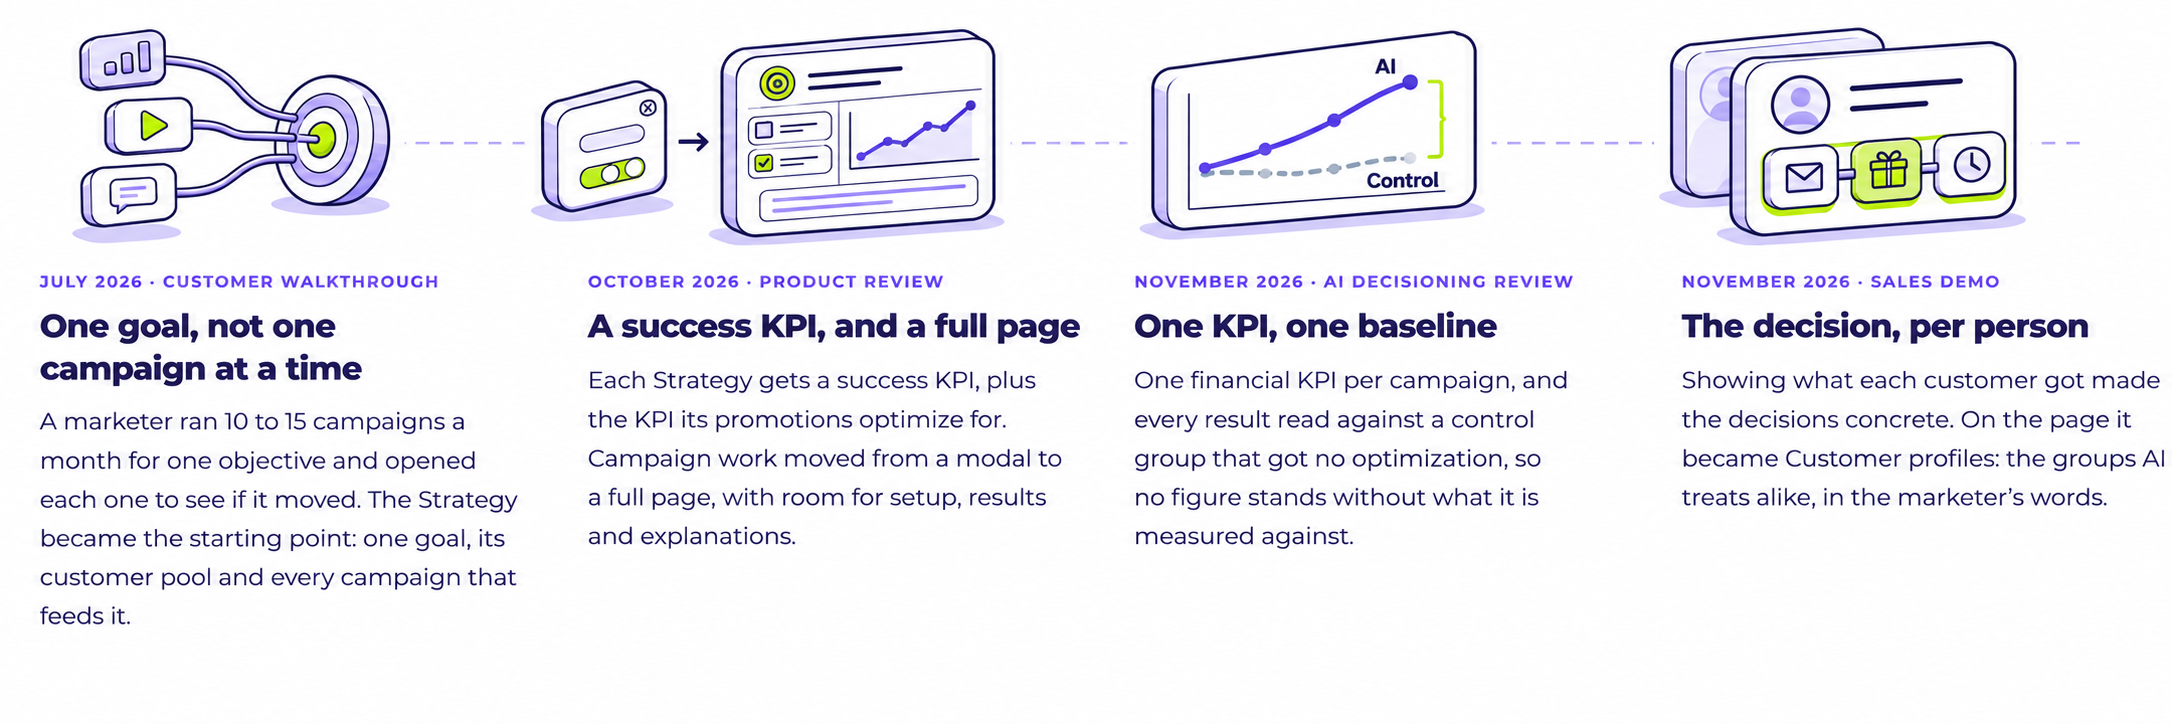 AI
Control
JULY 2026 · CUSTOMER WALKTHROUGH
One goal, not one
campaign at a time
A marketer ran 10 to 15 campaigns a
month for one objective and opened
each one to see if it moved. The Strategy
became the starting point: one goal, its
customer pool and every campaign that
feeds it.
OCTOBER 2026 · PRODUCT REVIEW
A success KPI, and a full page
Each Strategy gets a success KPI, plus
the KPI its promotions optimize for.
Campaign work moved from a modal to
a full page, with room for setup, results
and explanations.
NOVEMBER 2026 · AI DECISIONING REVIEW
One KPI, one baseline
One financial KPI per campaign, and
every result read against a control
group that got no optimization, so
no figure stands without what it is
measured against.
NOVEMBER 2026 · SALES DEMO
The decision, per person
Showing what each customer got made
the decisions concrete. On the page it
became Customer profiles: the groups AI
treats alike, in the marketer’s words.